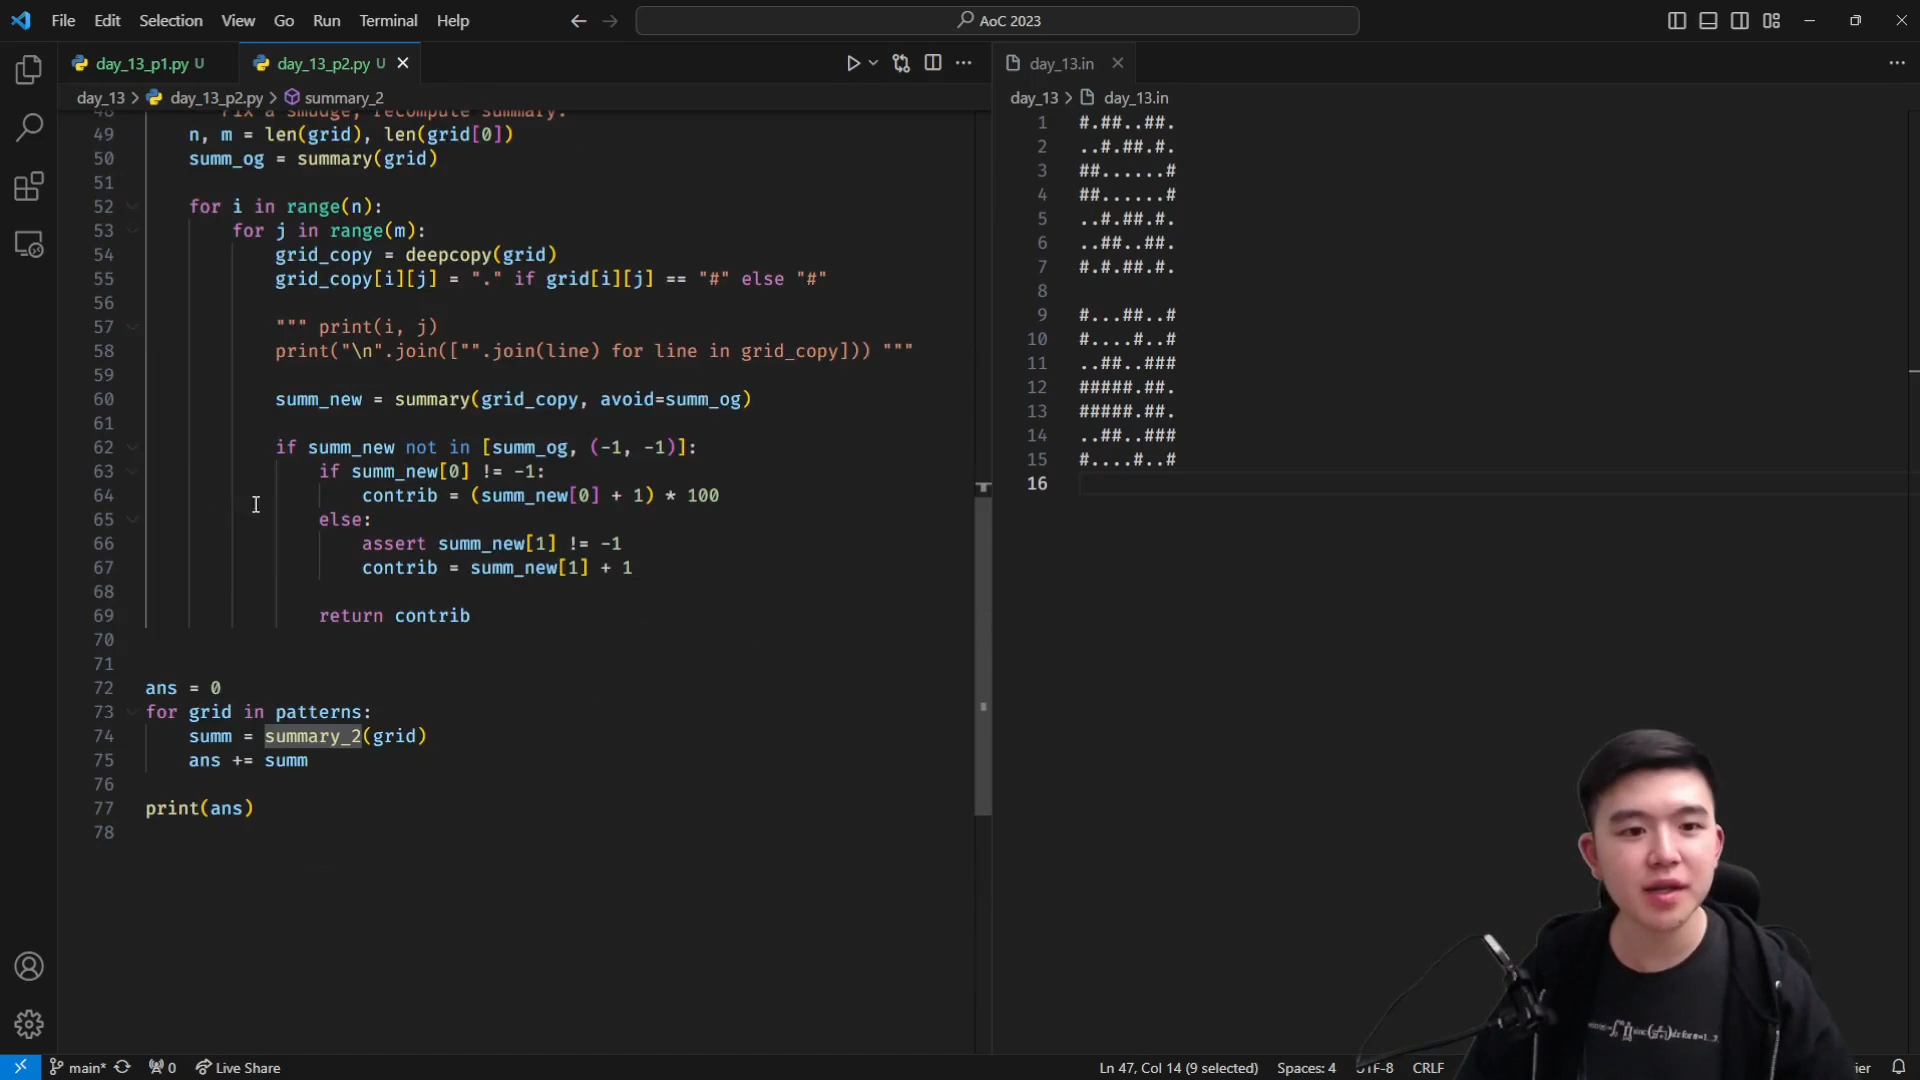 File Edit Selection View Go Run Terminal Help
AoC 2023
day_13_p1.py U
day_13_p2.py U
day_13 > day_13_p2.py > summary_2
48 Fix a smudge, recompute summary.
49 n, m = len(grid), len(grid[0])
50 summ_og = summary(grid)
51
52 for i in range(n):
53 for j in range(m):
54 grid_copy = deepcopy(grid)
55 grid_copy[i][j] = "." if grid[i][j] == "#" else "#"
56
57 """ print(i, j)
58 print("\n".join(["".join(line) for line in grid_copy])) """
59
60 summ_new = summary(grid_copy, avoid=summ_og)
61
62 if summ_new not in [summ_og, (-1, -1)]:
63 if summ_new[0] != -1:
64 contrib = (summ_new[0] + 1) * 100
65 else:
66 assert summ_new[1] != -1
67 contrib = summ_new[1] + 1
68
69 return contrib
70
71
72 ans = 0
73 for grid in patterns:
74 summ = summary_2(grid)
75 ans += summ
76
77 print(ans)
78
day_13.in
day_13 > day_13.in
1 #.##..##.
2 ..#.##.#.
3 ##......#
4 ##......#
5 ..#.##.#.
6 ..##..##.
7 #.#.##.#.
8
9 #...##..#
10 #....#..#
11 ..##..###
12 #####.##.
13 #####.##.
14 ..##..###
15 #....#..#
16
main* 0 Live Share
Ln 47, Col 14 (9 selected) Spaces: 4 UTF-8 CRLF ier